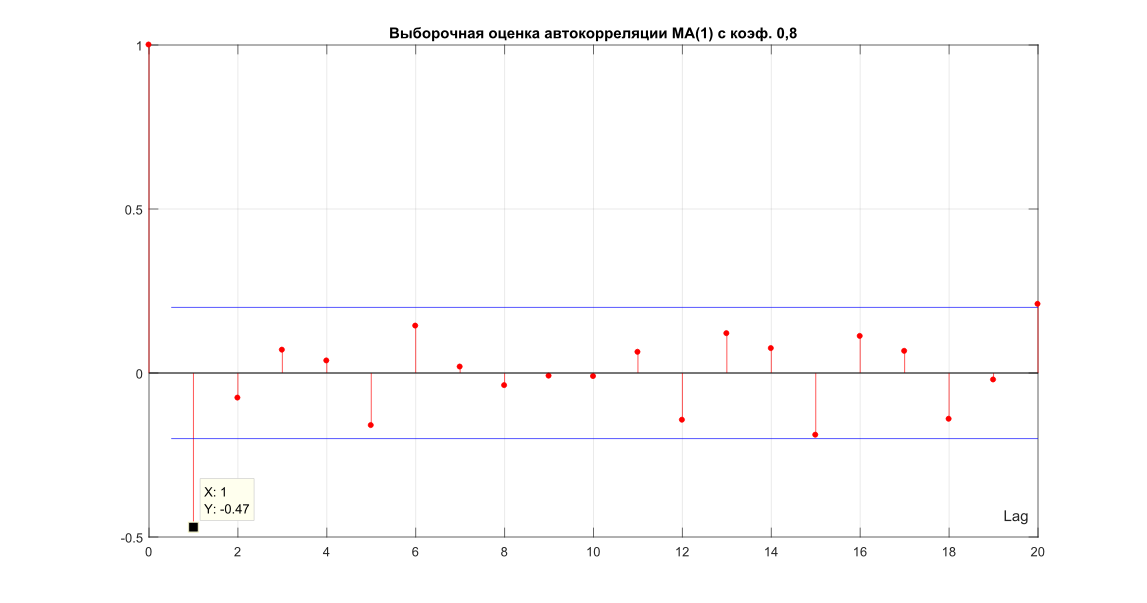 Выборочная оценка автокорреляции MA(1) с коэф. 0,8
1
0.5
0
-0.5
X: 1
Y: -0.47
Lag
0 2 4 6 8 10 12 14 16 18 20